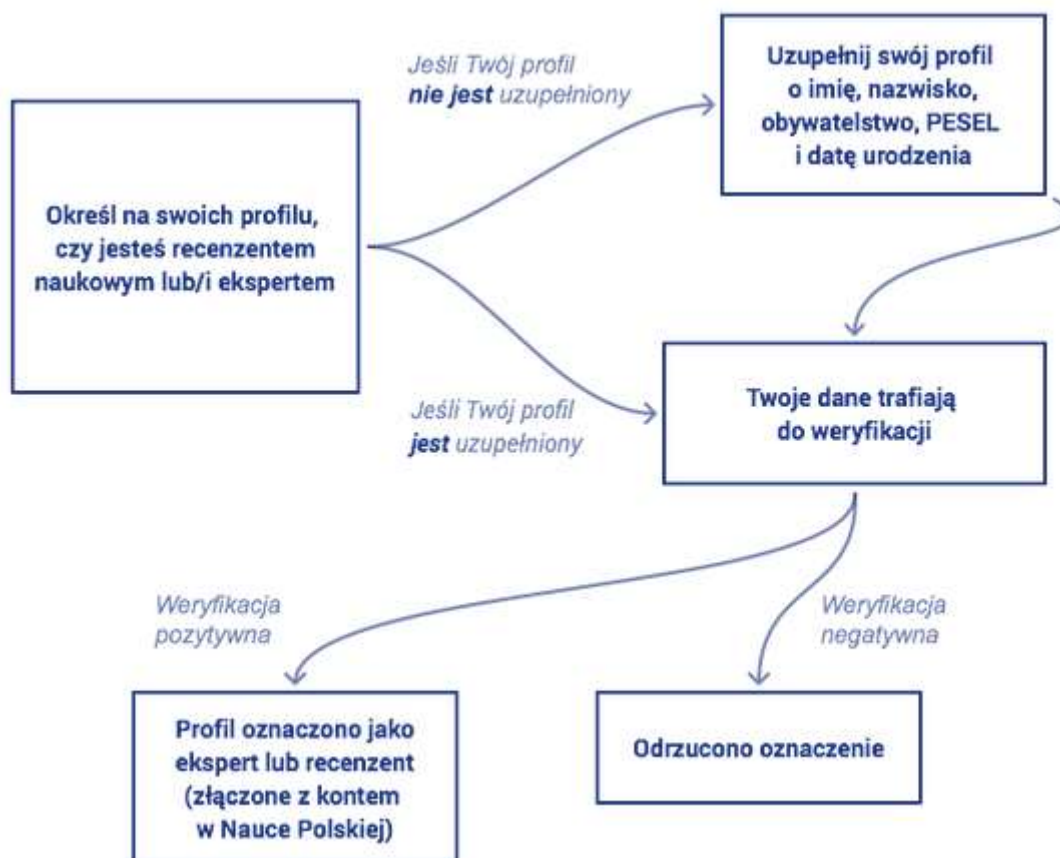 Jeśli Twój profil
nie jest uzupełniony
Uzupełnij swój profil
o imię, nazwisko,
obywatelstwo, PESEL
i datę urodzenia
Określ na swoich profilu,
czy jesteś recenzentem
naukowym lub/i ekspertem
Jeśli Twój profil
jest uzupełniony
Twoje dane trafiają
do weryfikacji
Weryfikacja
pozytywna
Weryfikacja
negatywna
Profil oznaczono jako
ekspert lub recenzent
(złączone z kontem
w Nauce Polskiej)
Odrzucono oznaczenie